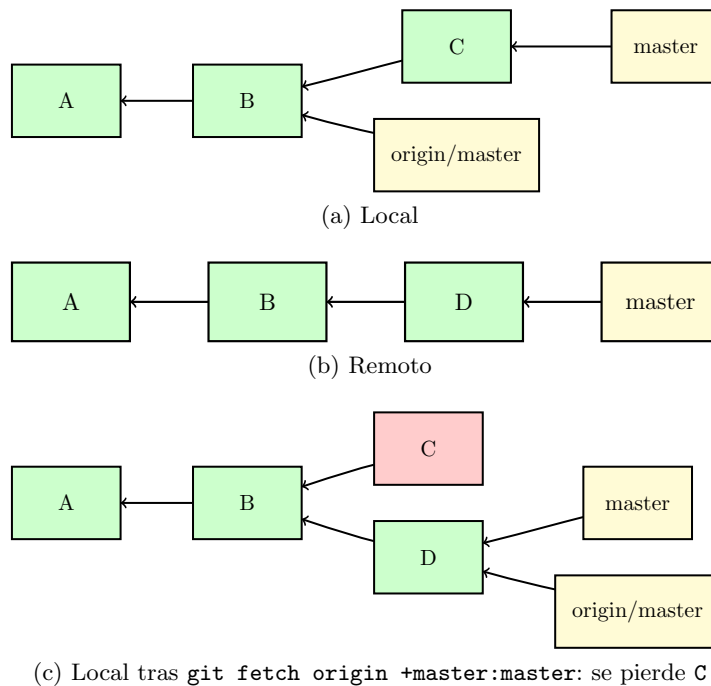 C
master
A
B
origin/master
(a) Local
A
B
D
master
(b) Remoto
C
A
B
master
D
origin/master
(c) Local tras git fetch origin +master:master: se pierde C